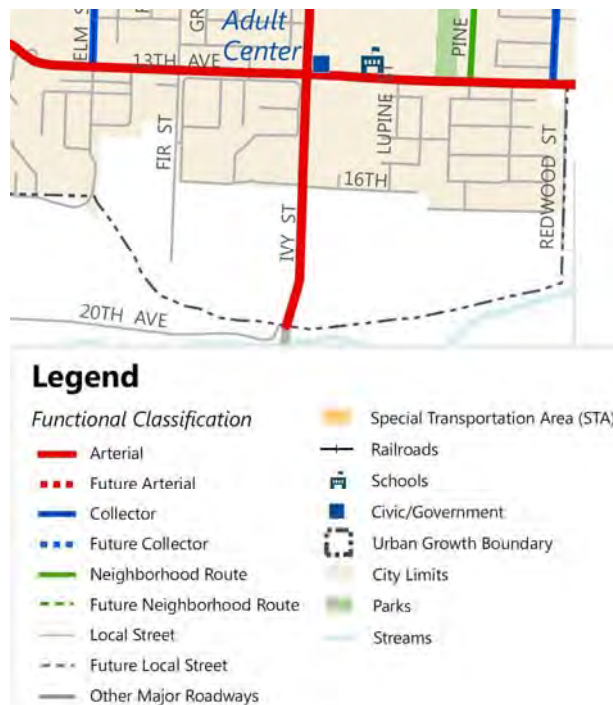 ELM S
GR
Adult
Center
PINE
13TH AVE
FIR ST
LUPINE
REDWOOD ST
16TH
IVY ST
20TH AVE
Legend
Functional Classification
Arterial
Future Arterial
Collector
Future Collector
Neighborhood Route
Future Neighborhood Route
Local Street
Future Local Street
Other Major Roadways
Special Transportation Area (STA)
Railroads
Schools
Civic/Government
Urban Growth Boundary
City Limits
Parks
Streams